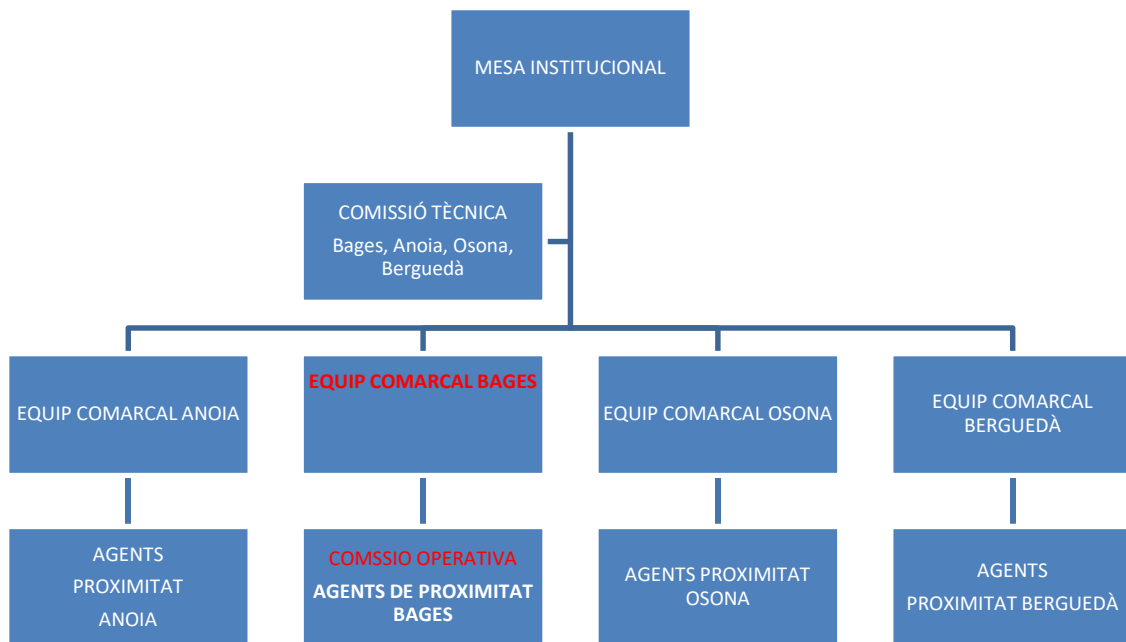 MESA INSTITUCIONAL
COMISSIÓ TÈCNICA
Bages, Anoia, Osona,
Berguedà
EQUIP COMARCAL ANOIA
EQUIP COMARCAL BAGES
EQUIP COMARCAL OSONA
EQUIP COMARCAL
BERGUEDÀ
AGENTS
PROXIMITAT
ANOIA
COMSSIO OPERATIVA
AGENTS DE PROXIMITAT
BAGES
AGENTS PROXIMITAT
OSONA
AGENTS
PROXIMITAT BERGUEDÀ